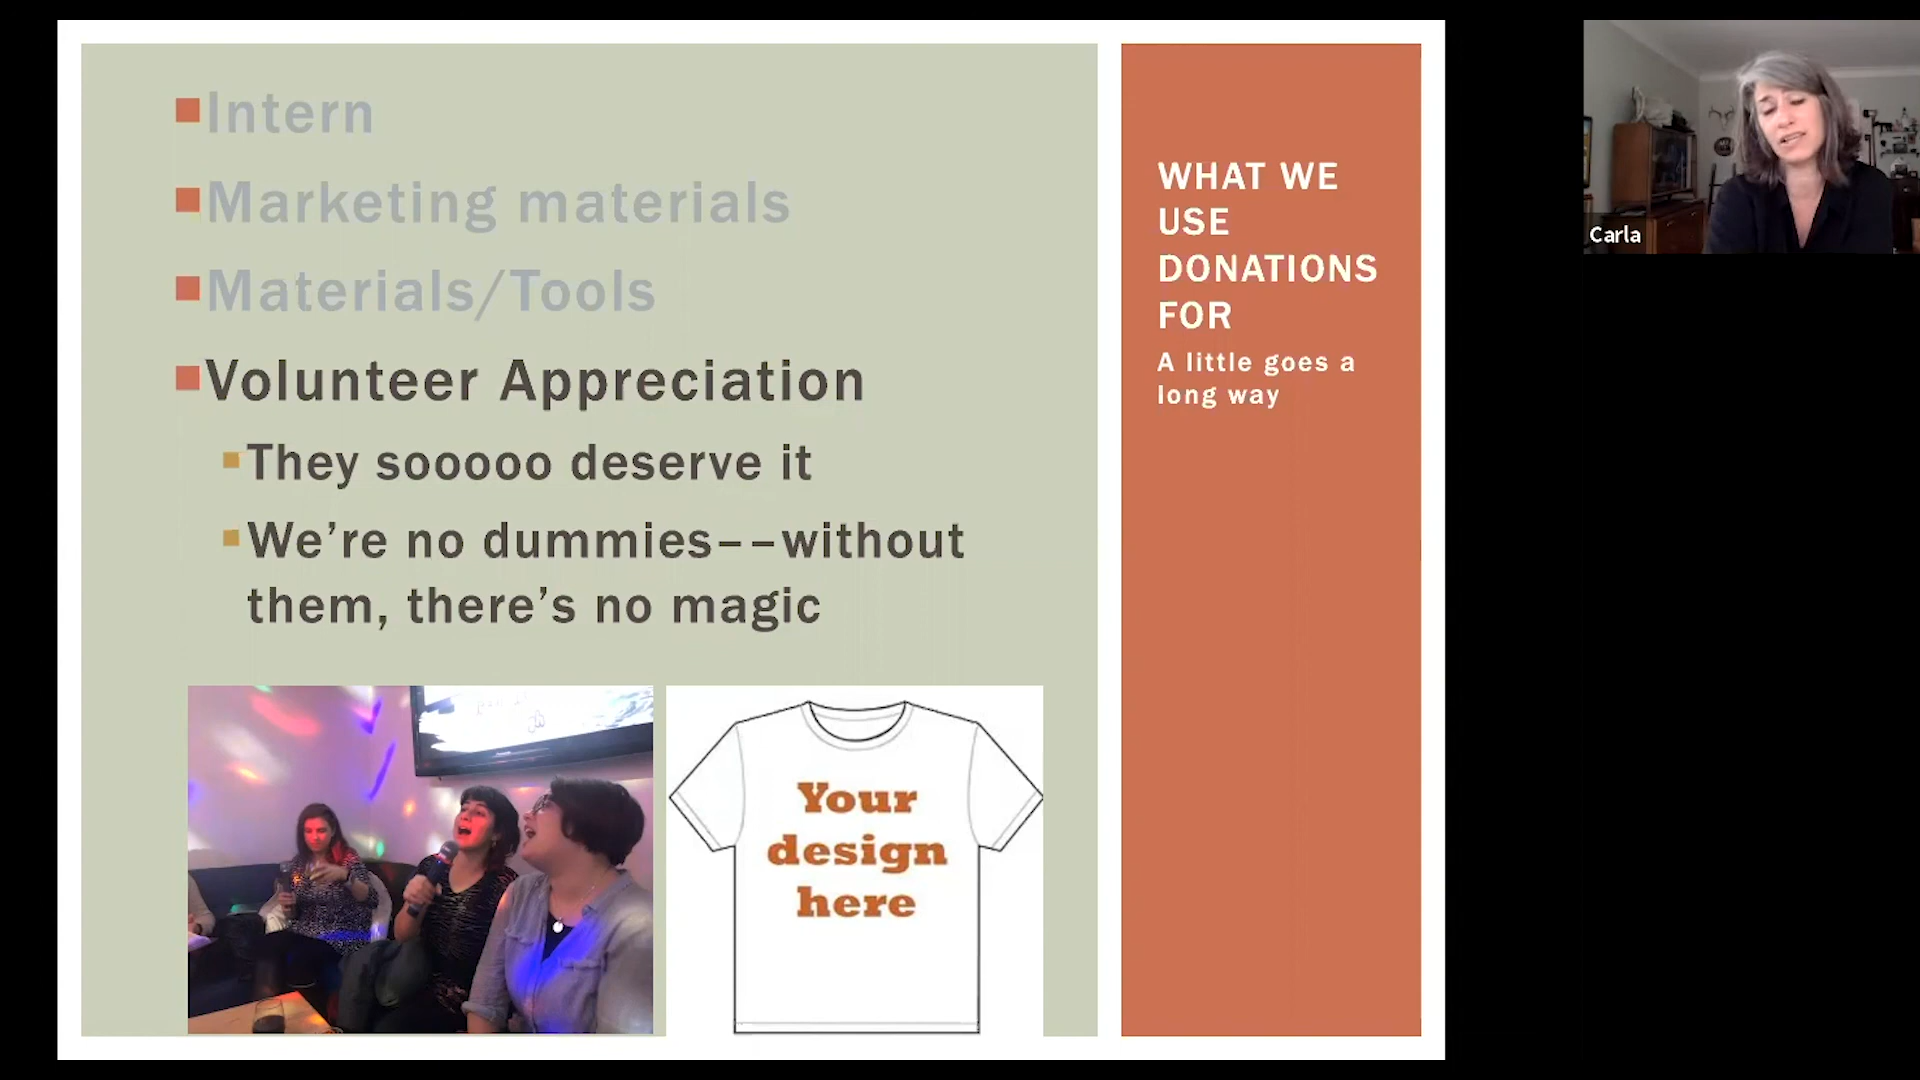 Intern
Marketing materials
Materials/Tools
Volunteer Appreciation
They sooooo deserve it
We’re no dummies––without
them, there’s no magic
Your
design
here
WHAT WE
USE
DONATIONS
FOR
A little goes a
long way
Carla